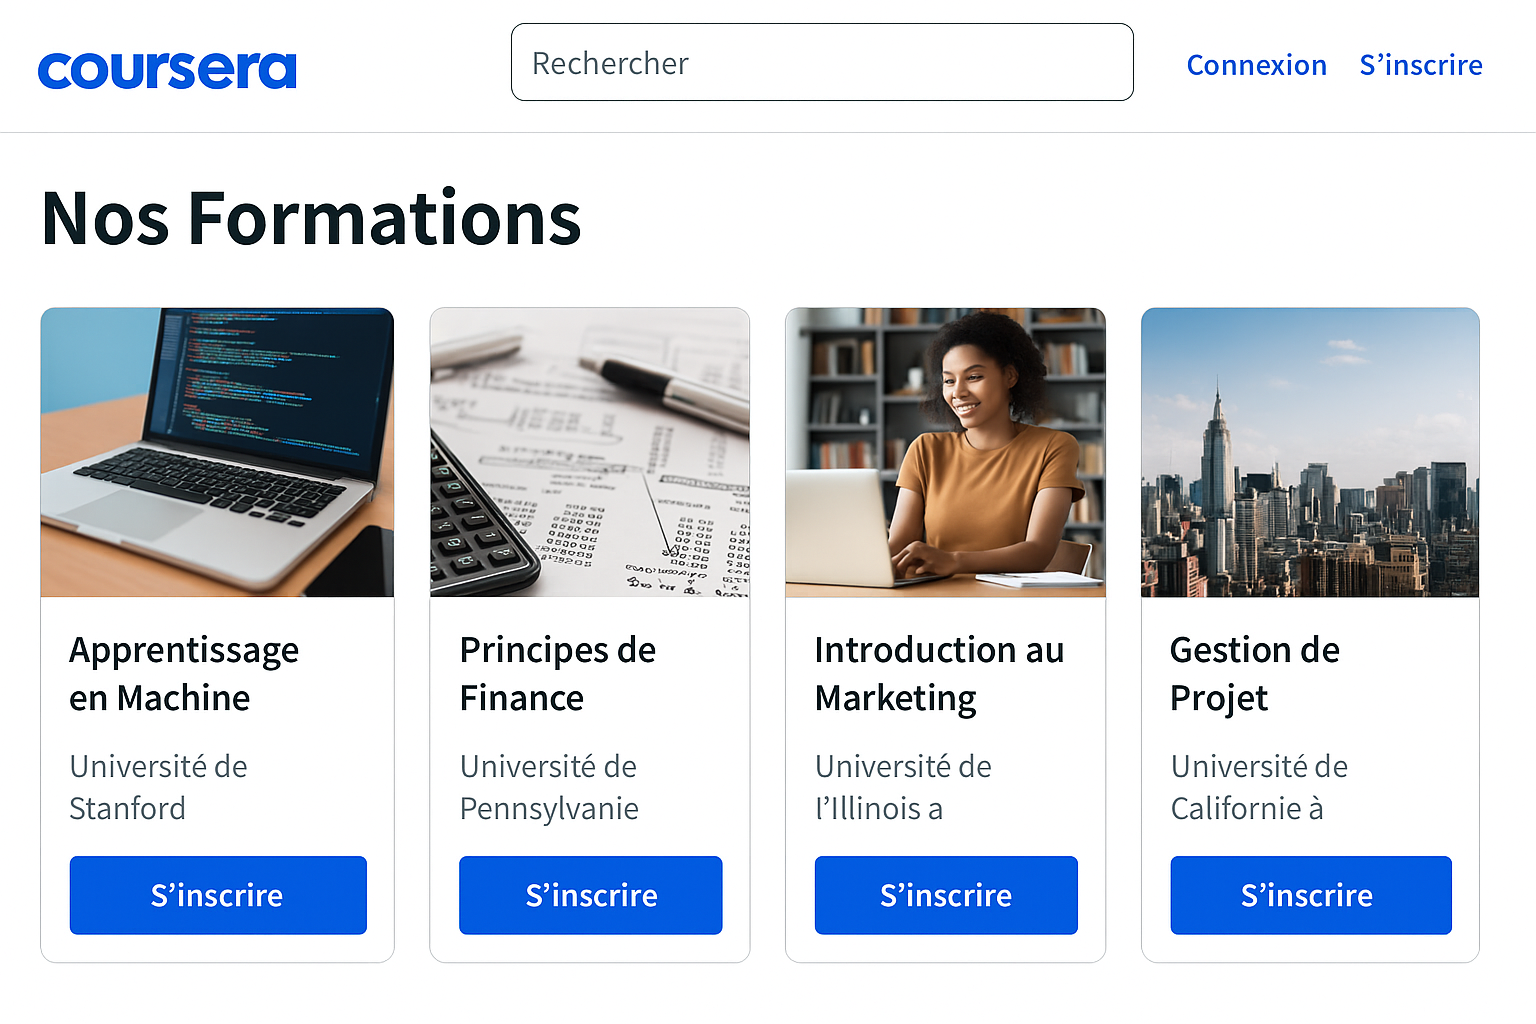 coursera
Rechercher
Connexion
S’inscrire
Nos Formations
Apprentissage
en Machine
Université de
Stanford
S’inscrire
Principes de
Finance
Université de
Pennsylvanie
S’inscrire
Introduction au
Marketing
Université de
l’Illinois a
S’inscrire
Gestion de
Projet
Université de
Californie à
S’inscrire